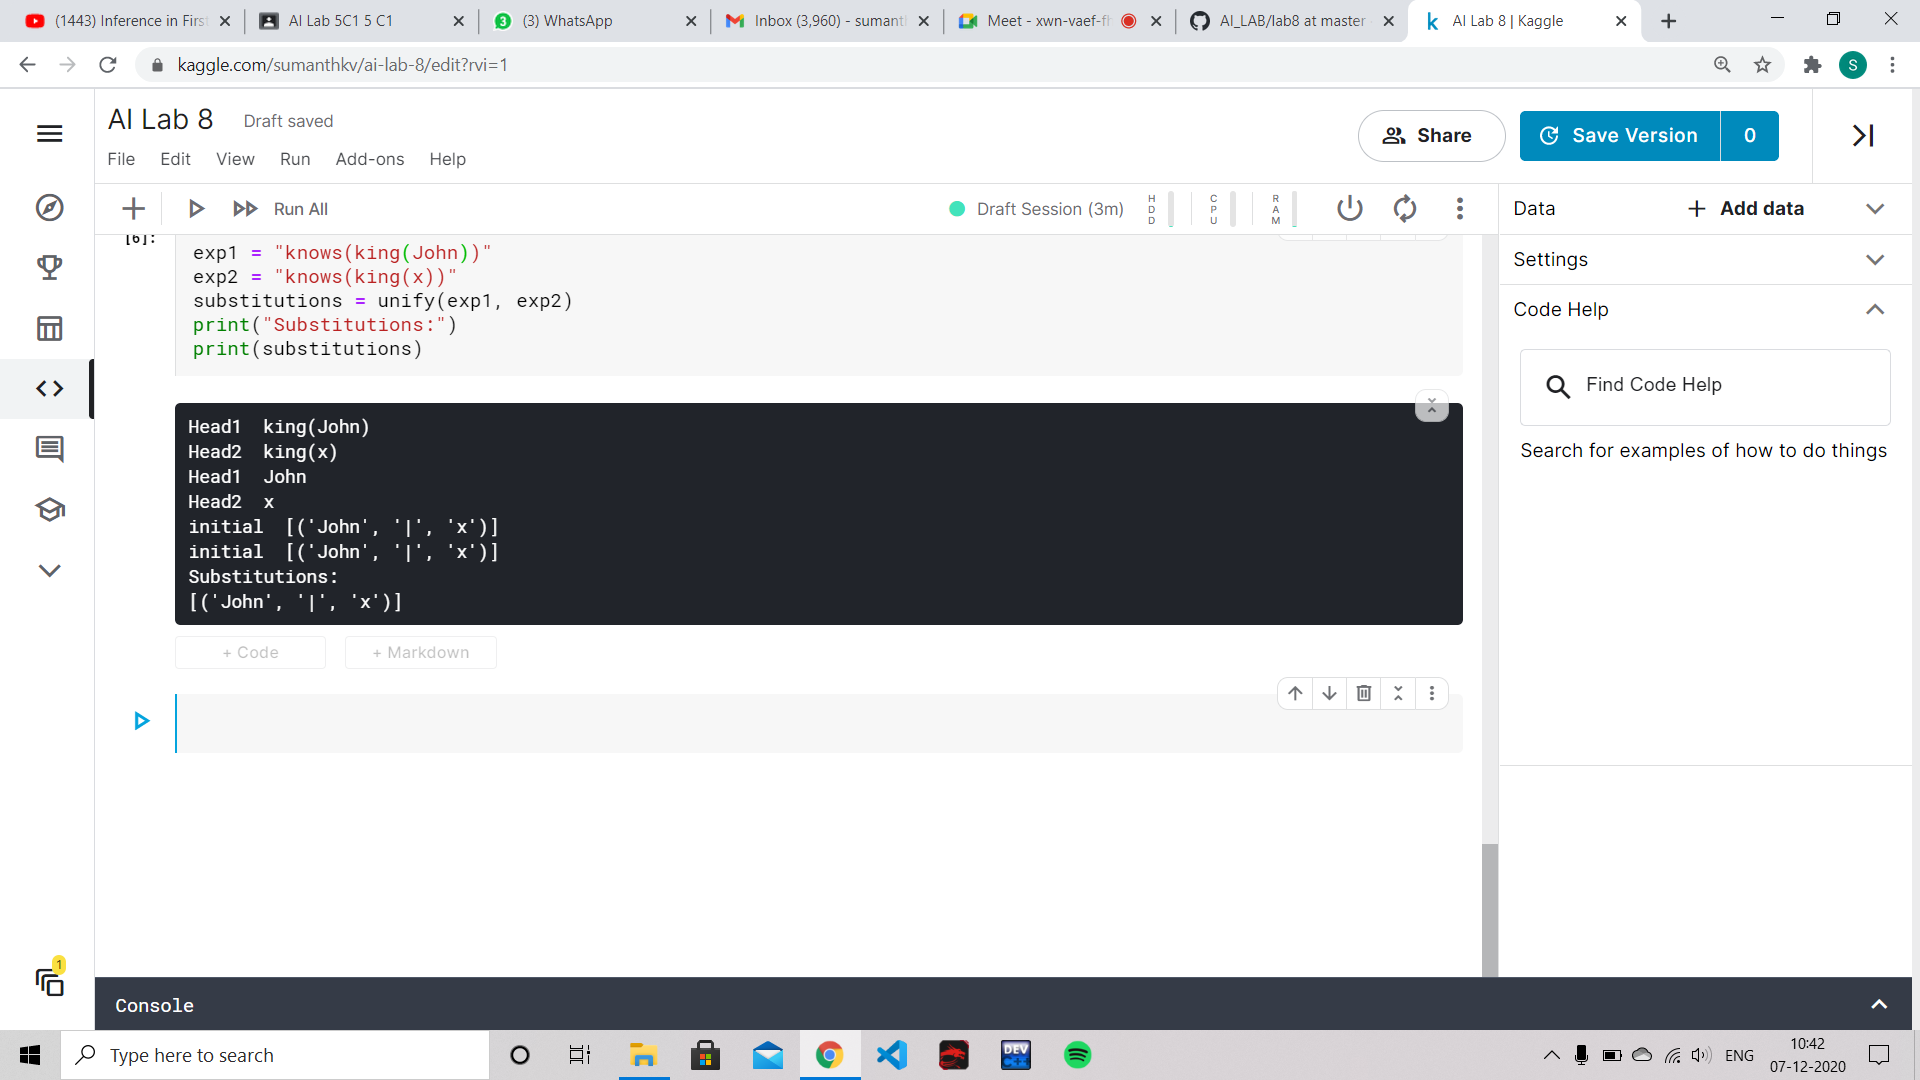 (1443) Inference in Firs
AI Lab 5C1 5 C1
(3) WhatsApp
Inbox (3,960) - sumant
Meet - xwn-vaef-f
AI_LAB/lab8 at master
AI Lab 8 | Kaggle
kaggle.com/sumanthkv/ai-lab-8/edit?rvi=1
S
AI Lab 8
Draft saved
File Edit View Run Add-ons Help
Share
Save Version 0
Run All
Draft Session (3m)
HDD
CPU
RAM
Data
Add data
Settings
Code Help
Find Code Help
Search for examples of how to do things
[6]:
exp1 = "knows(king(John))"
exp2 = "knows(king(x))"
substitutions = unify(exp1, exp2)
print("Substitutions:")
print(substitutions)
Head1  king(John)
Head2  king(x)
Head1  John
Head2  x
initial  [('John', '|', 'x')]
initial  [('John', '|', 'x')]
Substitutions:
[('John', '|', 'x')]
+ Code
+ Markdown
1
Console
Type here to search
DEV
ENG
10:42
07-12-2020